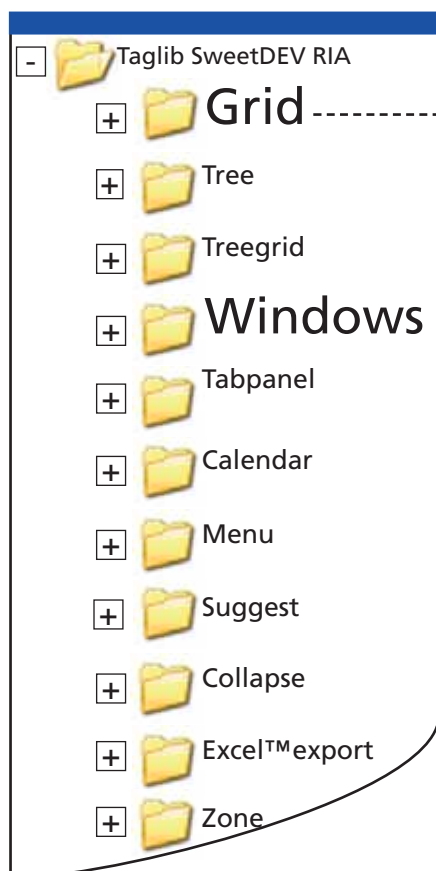 Taglib SweetDEV RIA
Grid
Tree
Treegrid
Windows
Tabpanel
Calendar
Menu
Suggest
Collapse
Excel™export
Zone